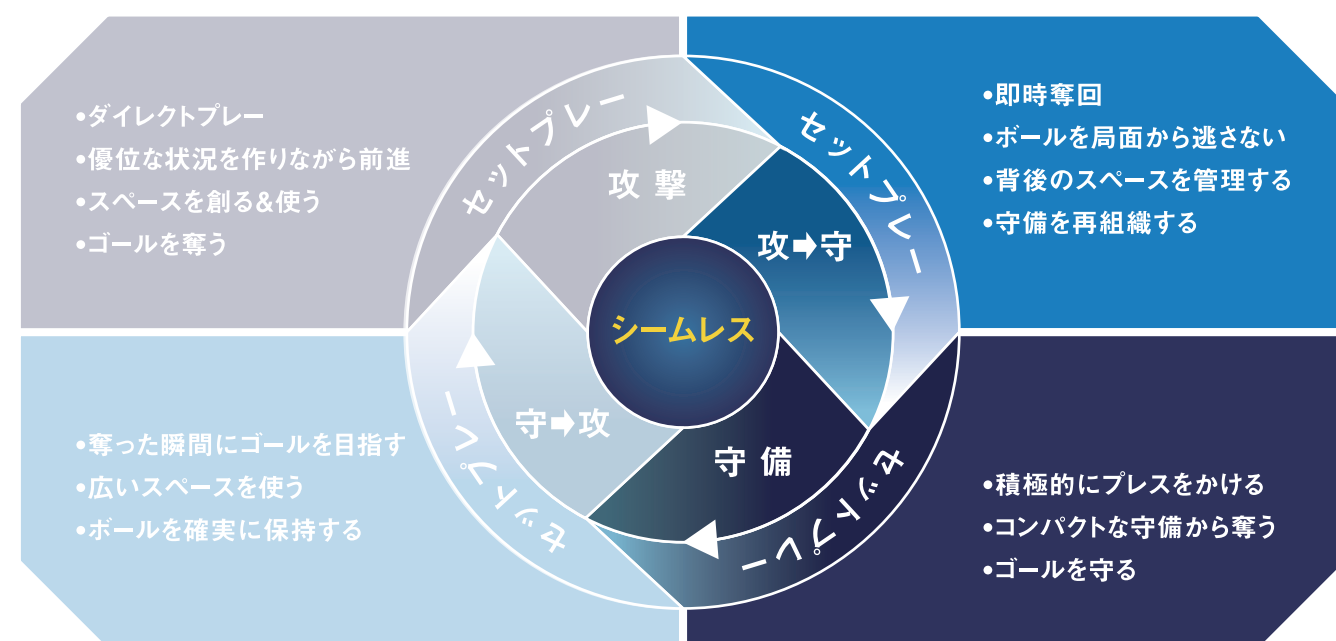 •ダイレクトプレー
•優位な状況を作りながら前進
•スペースを創る&使う
•ゴールを奪う
•即時奪回
•ボールを局面から逃さない
•背後のスペースを管理する
•守備を再組織する
セットプレー
セットプレー
攻撃
攻➡守
シームレス
守➡攻
守備
セットプレー
セットプレー
•奪った瞬間にゴールを目指す
•広いスペースを使う
•ボールを確実に保持する
•積極的にプレスをかける
•コンパクトな守備から奪う
•ゴールを守る